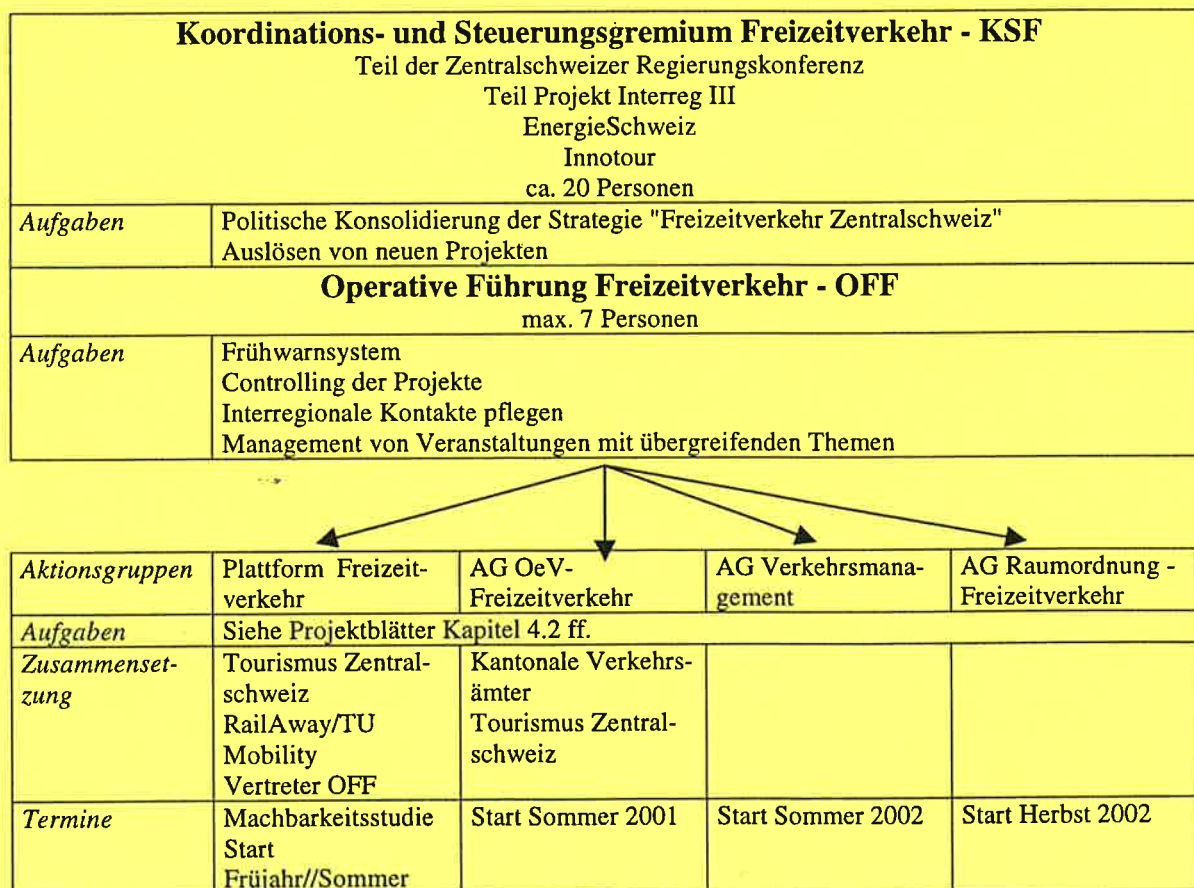 Koordinations- und Steuerungsgremium Freizeitverkehr - KSF
Teil der Zentralschweizer Regierungskonferenz
Teil Projekt Interreg III
EnergieSchweiz
Innotour
ca. 20 Personen
Aufgaben
Politische Konsolidierung der Strategie "Freizeitverkehr Zentralschweiz"
Auslösen von neuen Projekten
Operative Führung Freizeitverkehr - OFF
max. 7 Personen
Aufgaben
Frühwarnsystem
Controlling der Projekte
Interregionale Kontakte pflegen
Management von Veranstaltungen mit übergreifenden Themen
Aktionsgruppen
Plattform Freizeit-
verkehr
AG OeV-
Freizeitverkehr
AG Verkehrsmana-
gement
AG Raumordnung -
Freizeitverkehr
Aufgaben
Siehe Projektblätter Kapitel 4.2 ff.
Zusammenset-
zung
Tourismus Zentral-
schweiz
RailAway/TU
Mobility
Vertreter OFF
Kantonale Verkehrs-
ämter
Tourismus Zentral-
schweiz
Termine
Machbarkeitsstudie
Start
Früjahr//Sommer
Start Sommer 2001
Start Sommer 2002
Start Herbst 2002